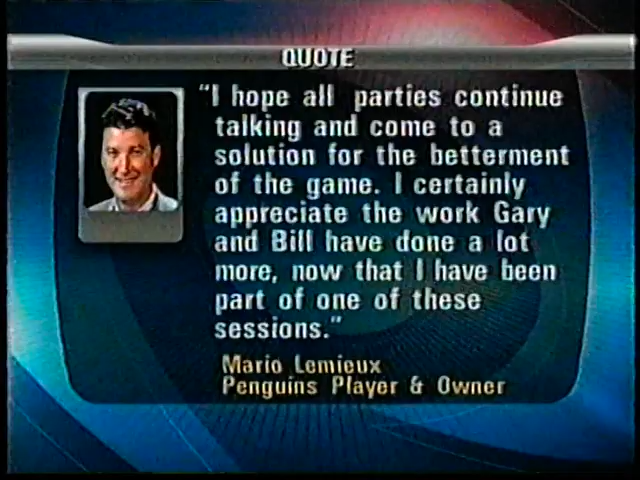 QUOTE
"I hope all parties continue
talking and come to a
solution for the betterment
of the game. I certainly
appreciate the work Gary
and Bill have done a lot
more, now that I have been
part of one of these
sessions."
Mario Lemieux
Penguins Player & Owner